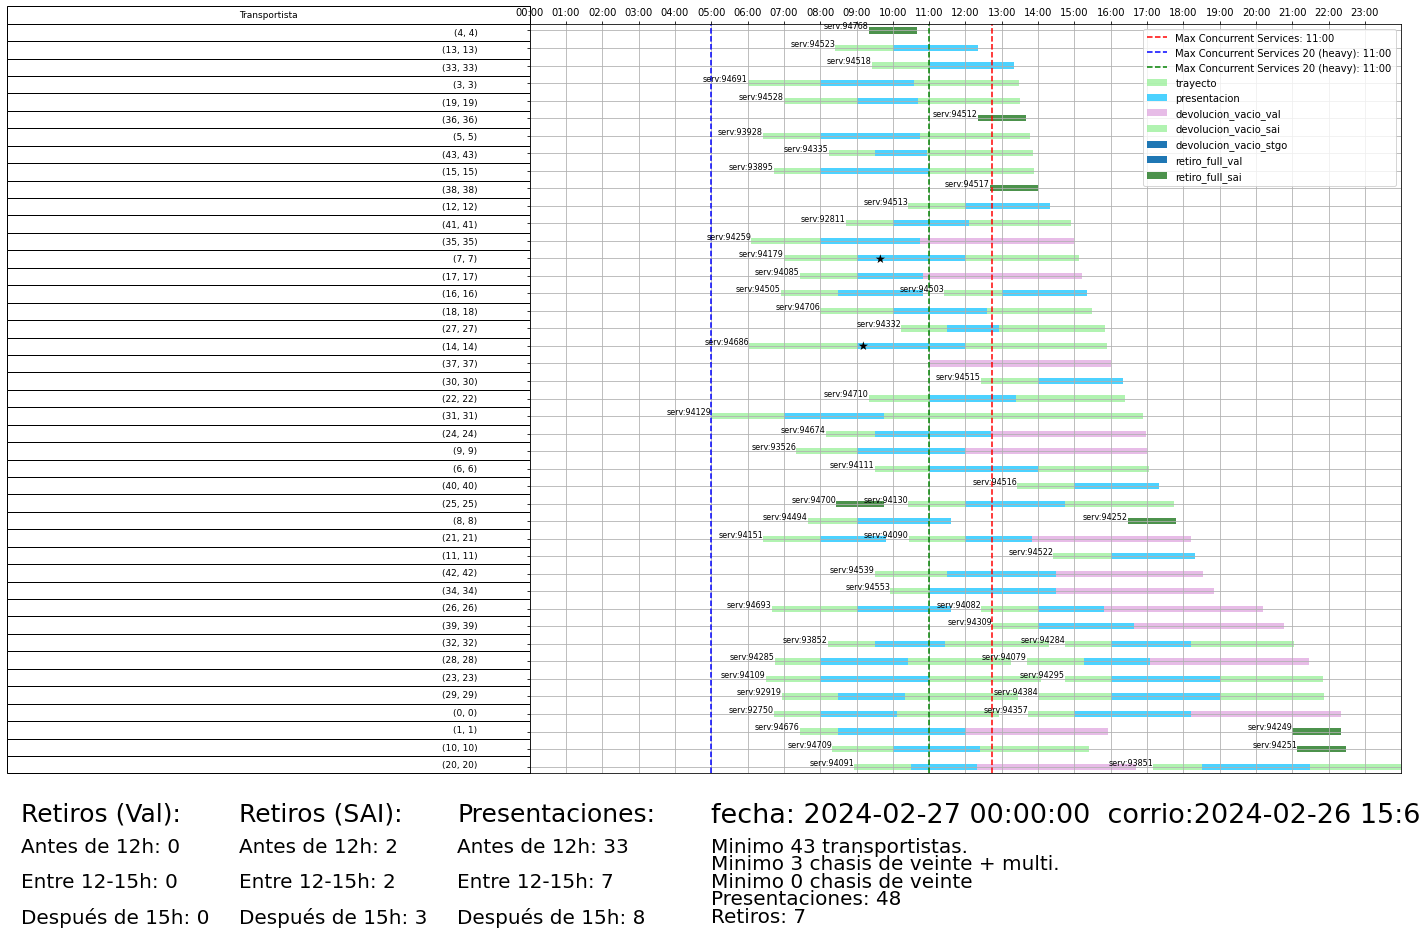 Transportista
00:00 01:00 02:00 03:00 04:00 05:00 06:00 07:00 08:00 09:00 10:00 11:00 12:00 13:00 14:00 15:00 16:00 17:00 18:00 19:00 20:00 21:00 22:00 23:00
Max Concurrent Services: 11:00
Max Concurrent Services 20 (heavy): 11:00
Max Concurrent Services 20 (heavy): 11:00
trayecto
presentacion
devolucion_vacio_val
devolucion_vacio_sai
devolucion_vacio_stgo
retiro_full_val
retiro_full_sai
(4, 4) serv:94768
(13, 13) serv:94523
(33, 33) serv:94518
(3, 3) serv:94691
(19, 19) serv:94528
(36, 36) serv:94512
(5, 5) serv:93928
(43, 43) serv:94335
(15, 15) serv:93895
(38, 38) serv:94517
(12, 12) serv:94513
(41, 41) serv:92811
(35, 35) serv:94259
(7, 7) serv:94179
(17, 17) serv:94085
(16, 16) serv:94505 serv:94503
(18, 18) serv:94706
(27, 27) serv:94332
(14, 14) serv:94686
(37, 37)
(30, 30) serv:94515
(22, 22) serv:94710
(31, 31) serv:94129
(24, 24) serv:94674
(9, 9) serv:93526
(6, 6) serv:94111
(40, 40) serv:94516
(25, 25) serv:94700 serv:94130
(8, 8) serv:94494 serv:94252
(21, 21) serv:94151 serv:94090
(11, 11) serv:94522
(42, 42) serv:94539
(34, 34) serv:94553
(26, 26) serv:94693 serv:94082
(39, 39) serv:94309
(32, 32) serv:93852 serv:94284
(28, 28) serv:94285 serv:94079
(23, 23) serv:94109 serv:94295
(29, 29) serv:92919 serv:94384
(0, 0) serv:92750 serv:94357
(1, 1) serv:94676 serv:94249
(10, 10) serv:94709 serv:94251
(20, 20) serv:94091 serv:93851
Retiros (Val):
Antes de 12h: 0
Entre 12-15h: 0
Después de 15h: 0
Retiros (SAI):
Antes de 12h: 2
Entre 12-15h: 2
Después de 15h: 3
Presentaciones:
Antes de 12h: 33
Entre 12-15h: 7
Después de 15h: 8
fecha: 2024-02-27 00:00:00 corrio:2024-02-26 15:6
Minimo 43 transportistas.
Minimo 3 chasis de veinte + multi.
Minimo 0 chasis de veinte
Presentaciones: 48
Retiros: 7